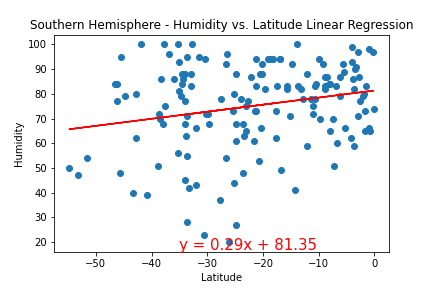 Southern Hemisphere - Humidity vs. Latitude Linear Regression
100
90
80
70
60
50
40
30
20
Humidity
y = 0.29x + 81.35
−50 −40 −30 −20 −10 0
Latitude